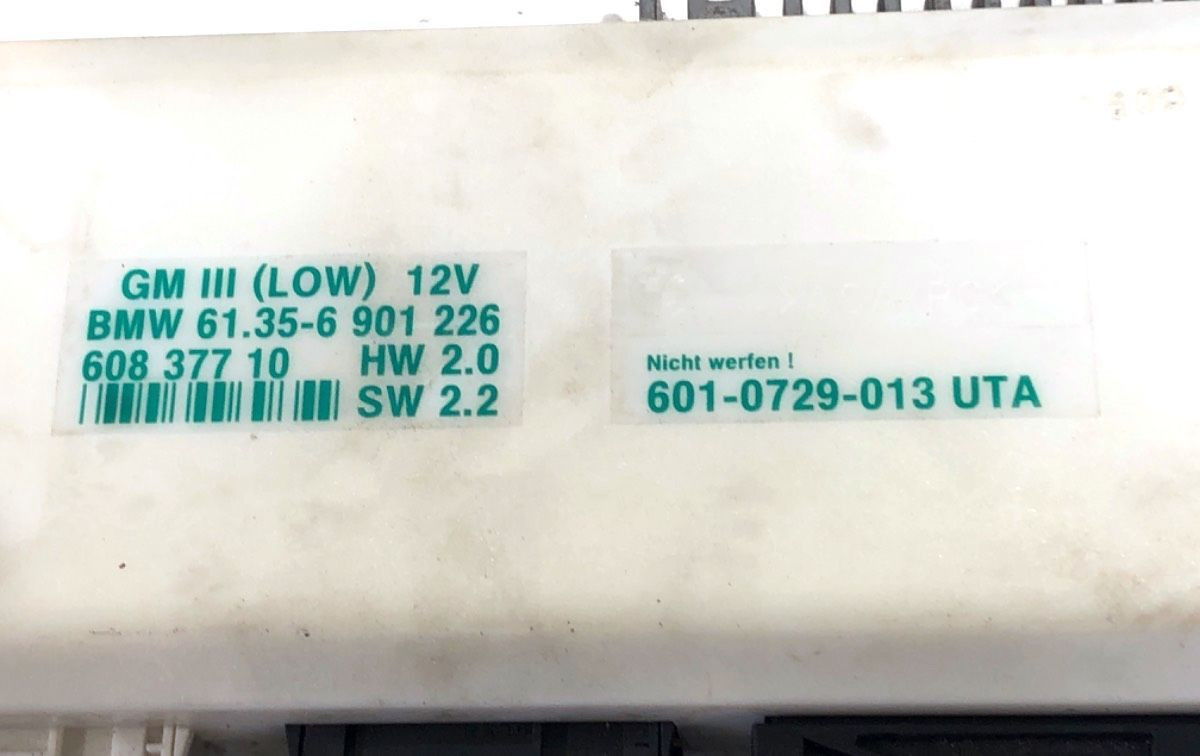 GM III (LOW) 12V
BMW 61.35-6 901 226
608 377 10 HW 2.0
SW 2.2
Nicht werfen !
601-0729-013 UTA